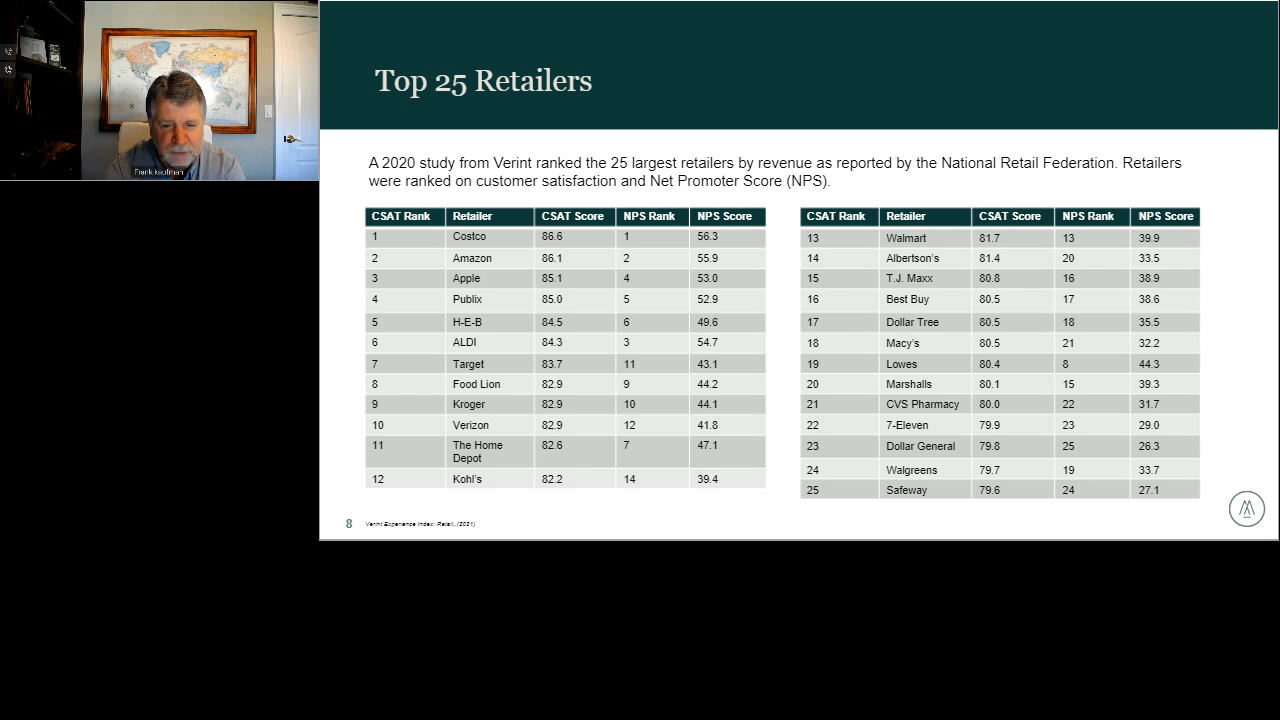 Frank kaufman
Top 25 Retailers
A 2020 study from Verint ranked the 25 largest retailers by revenue as reported by the National Retail Federation. Retailers
were ranked on customer satisfaction and Net Promoter Score (NPS).
CSAT Rank Retailer CSAT Score NPS Rank NPS Score
1 Costco 86.6 1 56.3
2 Amazon 86.1 2 55.9
3 Apple 85.1 4 53.0
4 Publix 85.0 5 52.9
5 H-E-B 84.5 6 49.6
6 ALDI 84.3 3 54.7
7 Target 83.7 11 43.1
8 Food Lion 82.9 9 44.2
9 Kroger 82.9 10 44.1
10 Verizon 82.9 12 41.8
11 The Home 82.6 7 47.1
Depot
12 Kohl's 82.2 14 39.4
CSAT Rank Retailer CSAT Score NPS Rank NPS Score
13 Walmart 81.7 13 39.9
14 Albertson's 81.4 20 33.5
15 T.J. Maxx 80.8 16 38.9
16 Best Buy 80.5 17 38.6
17 Dollar Tree 80.5 18 35.5
18 Macy's 80.5 21 32.2
19 Lowes 80.4 8 44.3
20 Marshalls 80.1 15 39.3
21 CVS Pharmacy 80.0 22 31.7
22 7-Eleven 79.9 23 29.0
23 Dollar General 79.8 25 26.3
24 Walgreens 79.7 19 33.7
25 Safeway 79.6 24 27.1
8 Verint Experience Index: Retail, (2021)